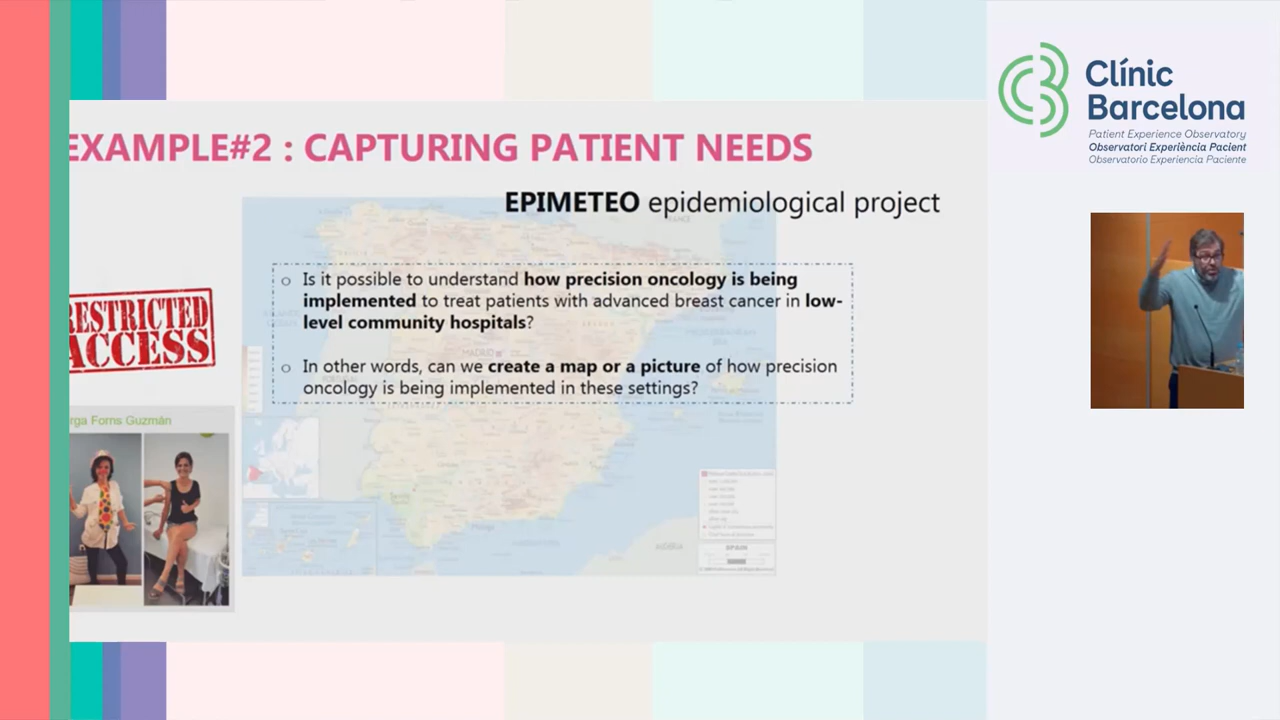 Clínic
Barcelona
Patient Experience Observatory
Observatori Experiència Pacient
Observatorio Experiencia Paciente
EXAMPLE#2 : CAPTURING PATIENT NEEDS
EPIMETEO epidemiological project
o Is it possible to understand how precision oncology is being
implemented to treat patients with advanced breast cancer in low-
level community hospitals?
o In other words, can we create a map or a picture of how precision
oncology is being implemented in these settings?
RESTRICTED
ACCESS
rga Forns Guzmán
MADRID
SPAIN